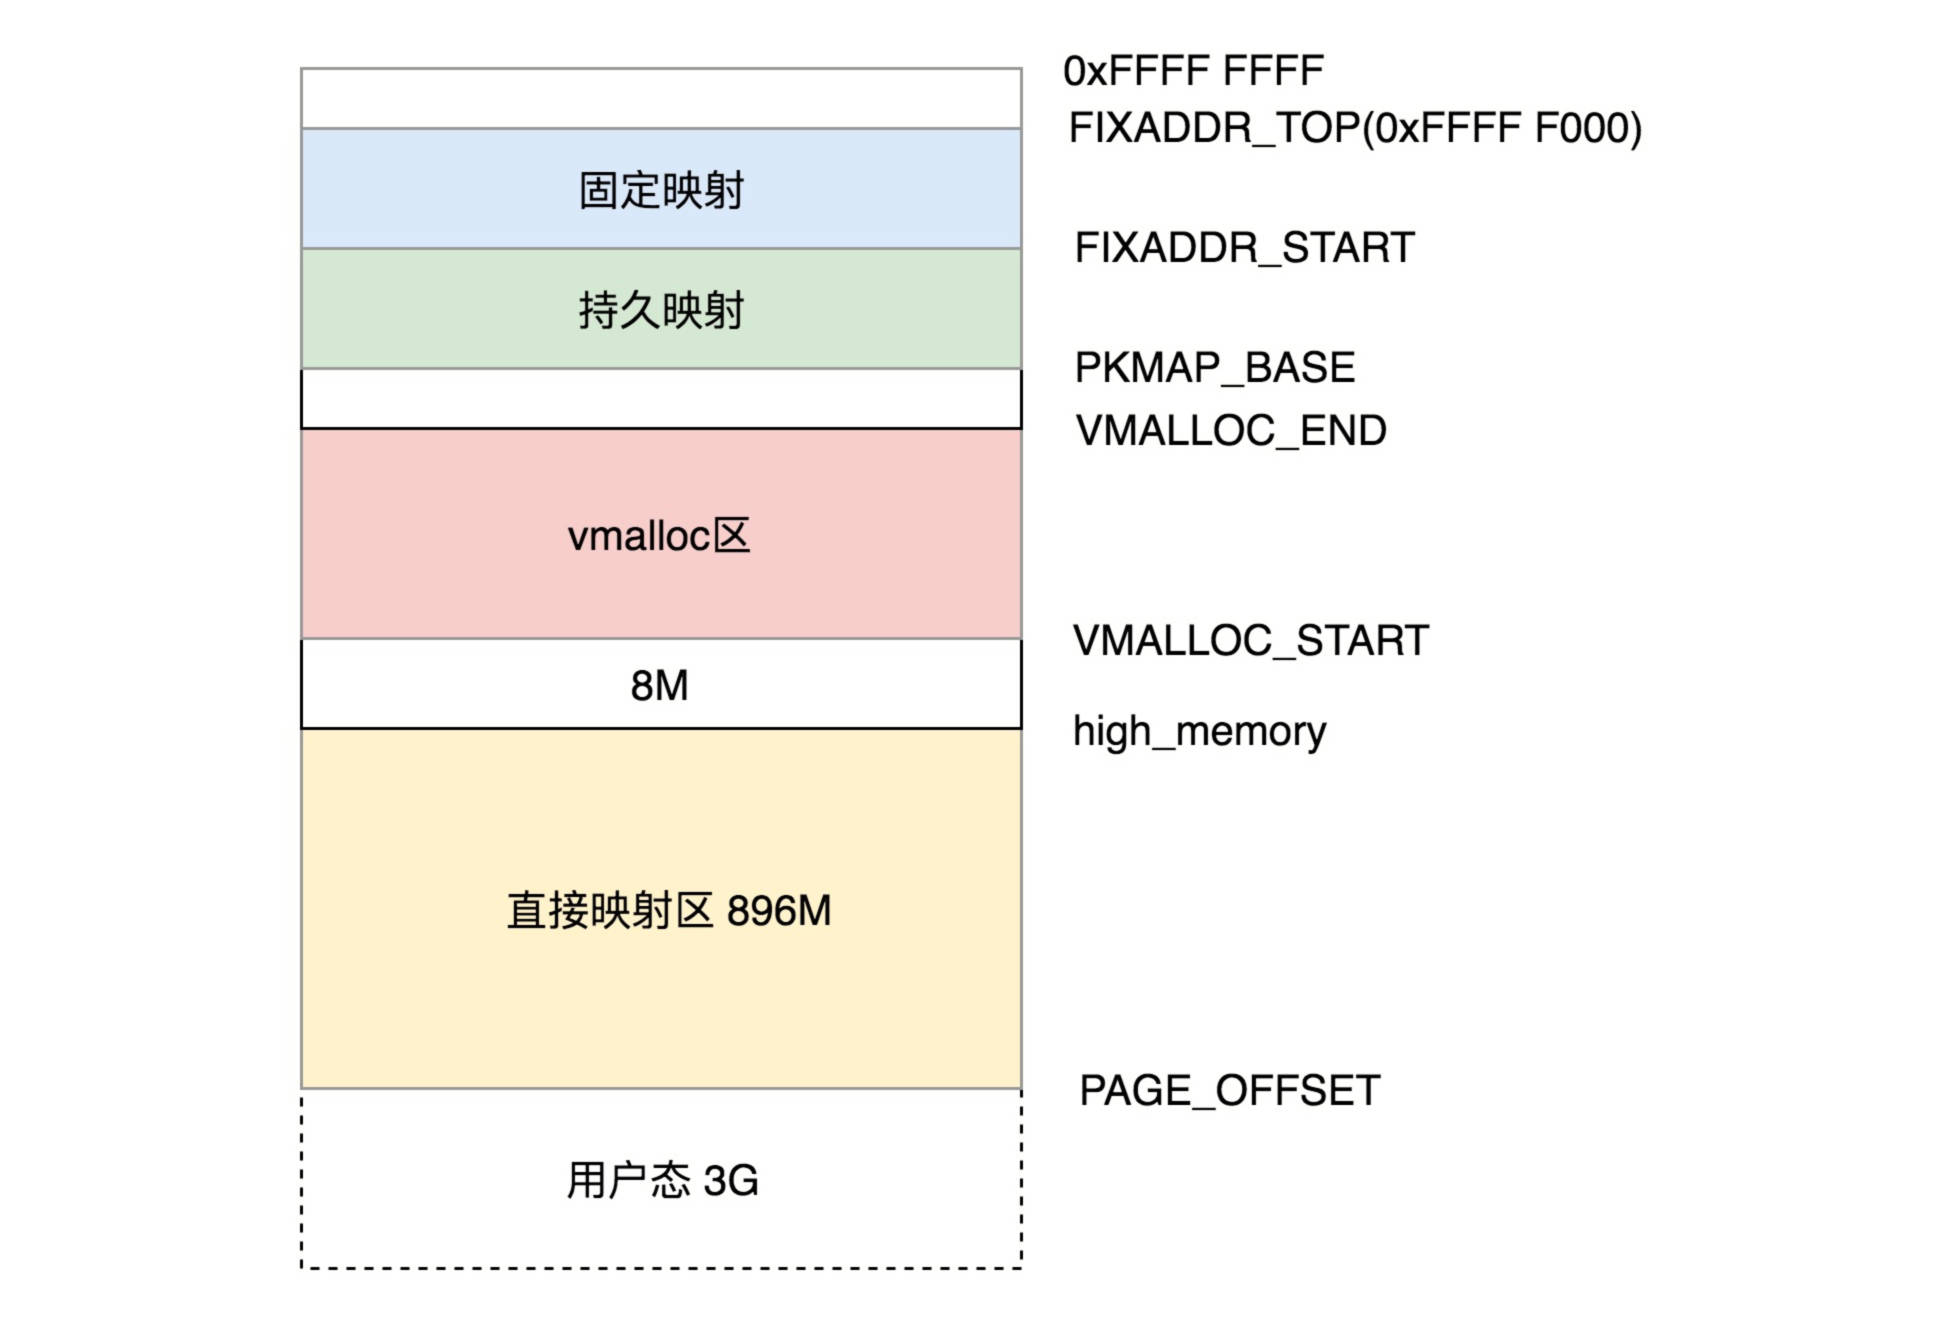 0xFFFF FFFF
FIXADDR_TOP(0xFFFF F000)
固定映射
FIXADDR_START
持久映射
PKMAP_BASE
VMALLOC_END
vmalloc区
VMALLOC_START
8M
high_memory
直接映射区 896M
PAGE_OFFSET
用户态 3G